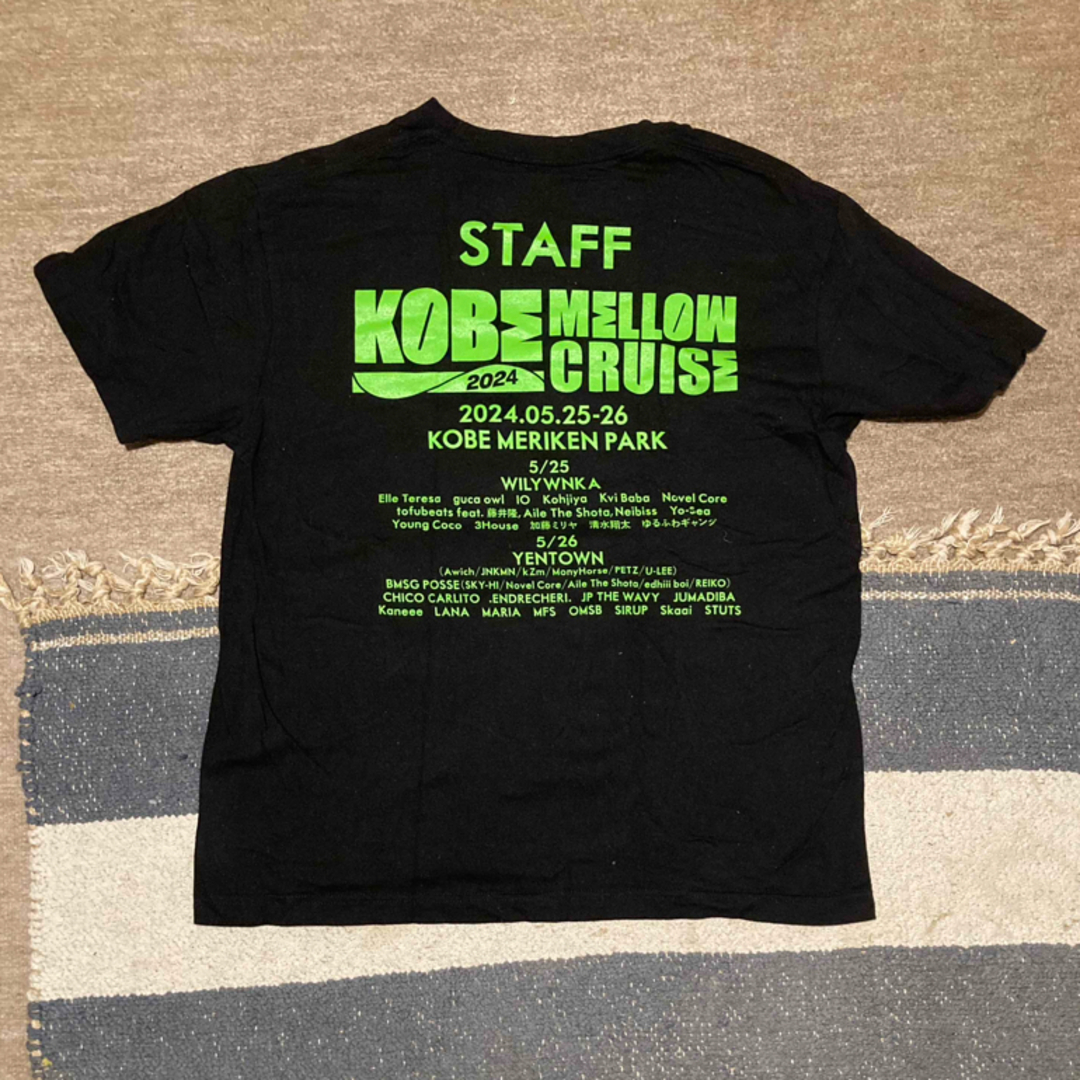 STAFF
KOBE MELLOW CRUISE
2024
2024.05.25-26
KOBE MERIKEN PARK
5/25
WILYWNKA
Elle Teresa guca owl IO Kohjiya Kvi Baba Novel Core
tofubeats feat. 藤井隆, Aile The Shota, Neibiss Yo-Sea
Young Coco 3House 加藤ミリヤ 清水翔太 ゆるふわギャング
5/26
YENTOWN
(Awich/JNKMN/kZm/MonyHorse/PETZ/U-LEE)
BMSG POSSE(SKY-HI/Novel Core/Aile The Shota/edhiii boi/REIKO)
CHICO CARLITO .ENDRECHERI. JP THE WAVY JUMADIBA
Kaneee LANA MARIA MFS OMSB SIRUP Skaai STUTS